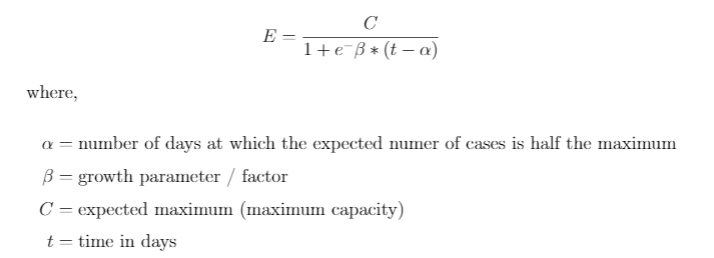 E = C / 1 + e⁻β * (t − α)
where,
α = number of days at which the expected numer of cases is half the maximum
β = growth parameter / factor
C = expected maximum (maximum capacity)
t = time in days